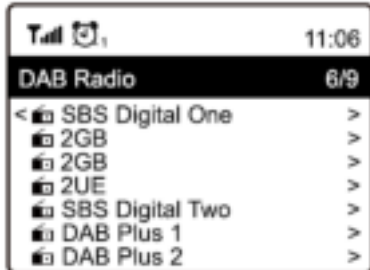 11:06
DAB Radio 6/9
< SBS Digital One >
2GB >
2GB >
2UE >
SBS Digital Two >
DAB Plus 1 >
DAB Plus 2 >